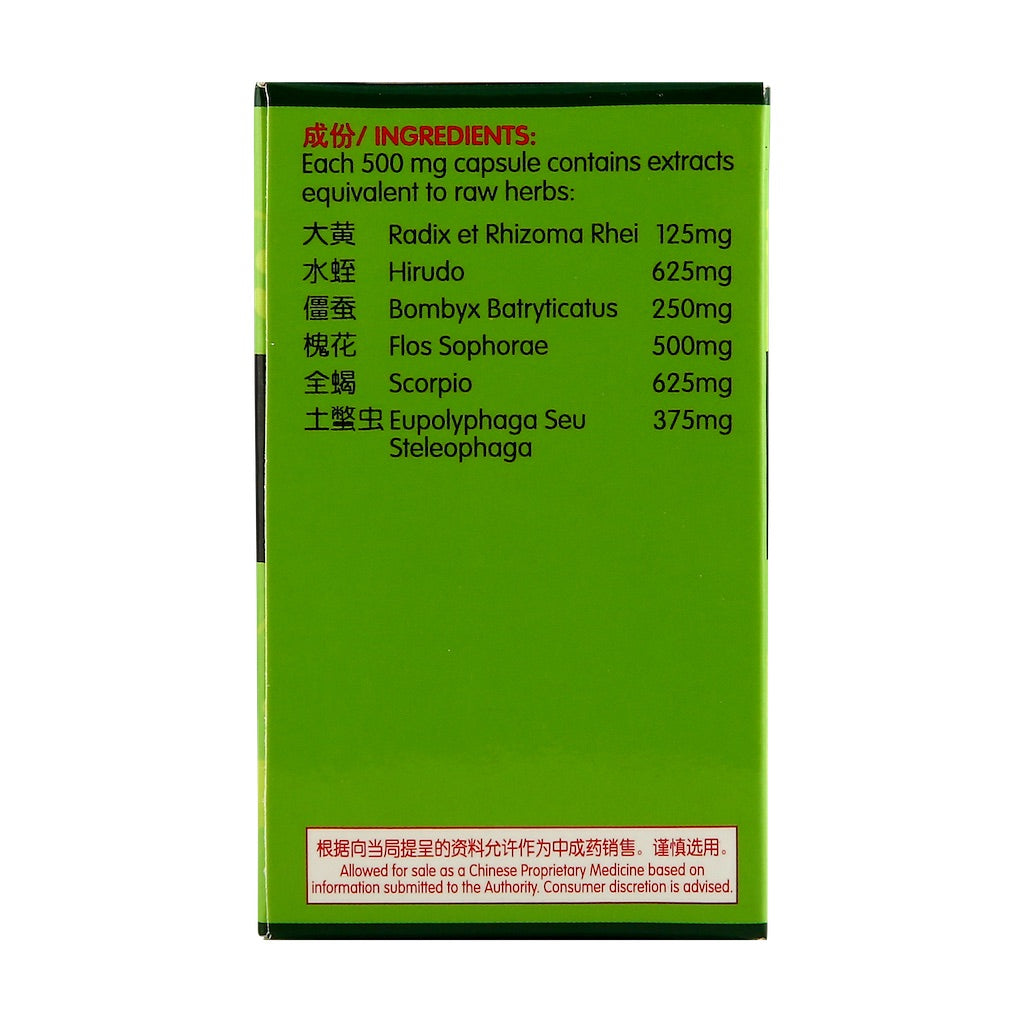 成份/ INGREDIENTS:
Each 500 mg capsule contains extracts
equivalent to raw herbs:
大黄 Radix et Rhizoma Rhei 125mg
水蛭 Hirudo 625mg
僵蚕 Bombyx Batryticatus 250mg
槐花 Flos Sophorae 500mg
全蝎 Scorpio 625mg
土鳖虫 Eupolyphaga Seu 375mg
Steleophaga
根据向当局提呈的资料允许作为中成药销售。谨慎选用。
Allowed for sale as a Chinese Proprietary Medicine based on
information submitted to the Authority. Consumer discretion is advised.